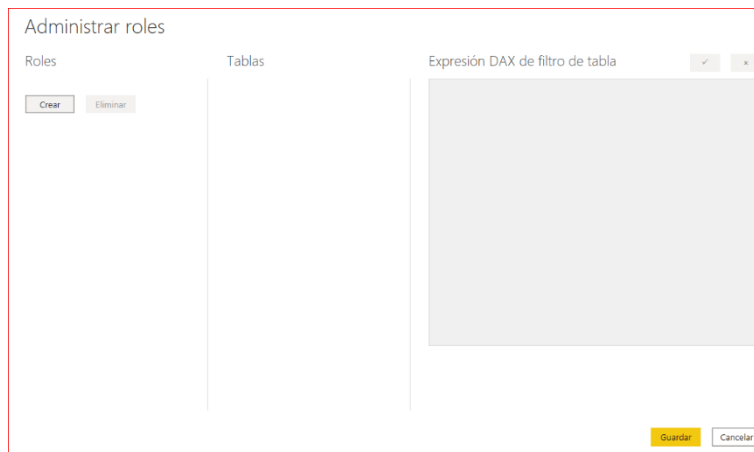 Administrar roles
Roles
Tablas
Expresión DAX de filtro de tabla
Crear
Eliminar
Guardar
Cancelar